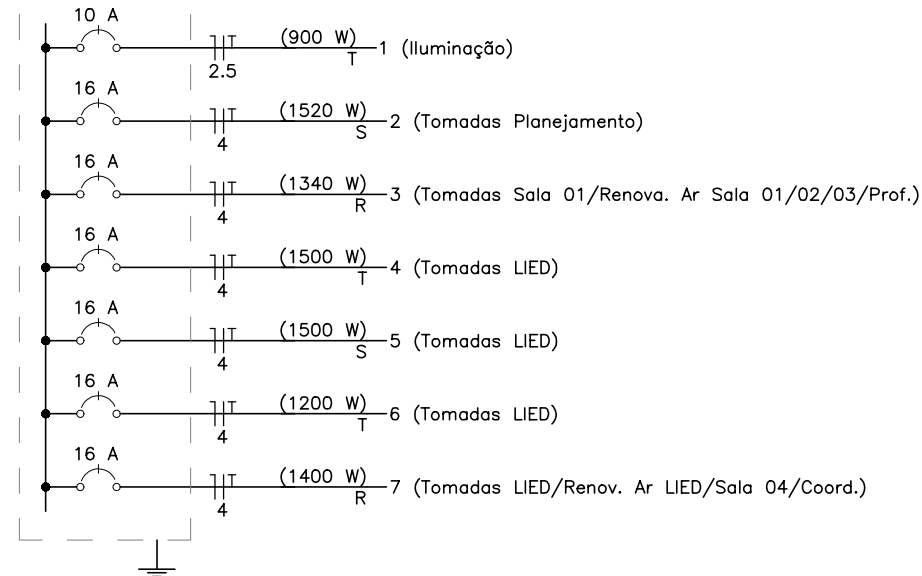 10 A
(900 W)
1 (Iluminação)
T
2.5
16 A
(1520 W)
2 (Tomadas Planejamento)
S
4
16 A
(1340 W)
3 (Tomadas Sala 01/Renova. Ar Sala 01/02/03/Prof.)
R
4
16 A
(1500 W)
4 (Tomadas LIED)
T
4
16 A
(1500 W)
5 (Tomadas LIED)
S
4
16 A
(1200 W)
6 (Tomadas LIED)
T
4
16 A
(1400 W)
7 (Tomadas LIED/Renov. Ar LIED/Sala 04/Coord.)
R
4